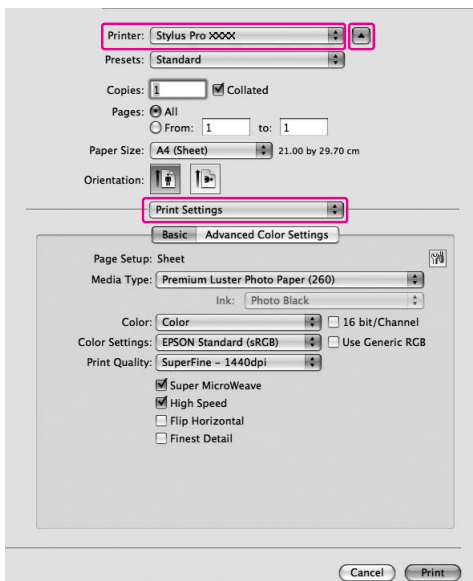 Printer: Stylus Pro XXXX
Presets: Standard
Copies: 1 Collated
Pages: All
From: 1 to: 1
Paper Size: A4 (Sheet) 21.00 by 29.70 cm
Orientation:
Print Settings
Basic Advanced Color Settings
Page Setup: Sheet
Media Type: Premium Luster Photo Paper (260)
Ink: Photo Black
Color: Color 16 bit/Channel
Color Settings: EPSON Standard (sRGB) Use Generic RGB
Print Quality: SuperFine – 1440dpi
Super MicroWeave
High Speed
Flip Horizontal
Finest Detail
Cancel Print